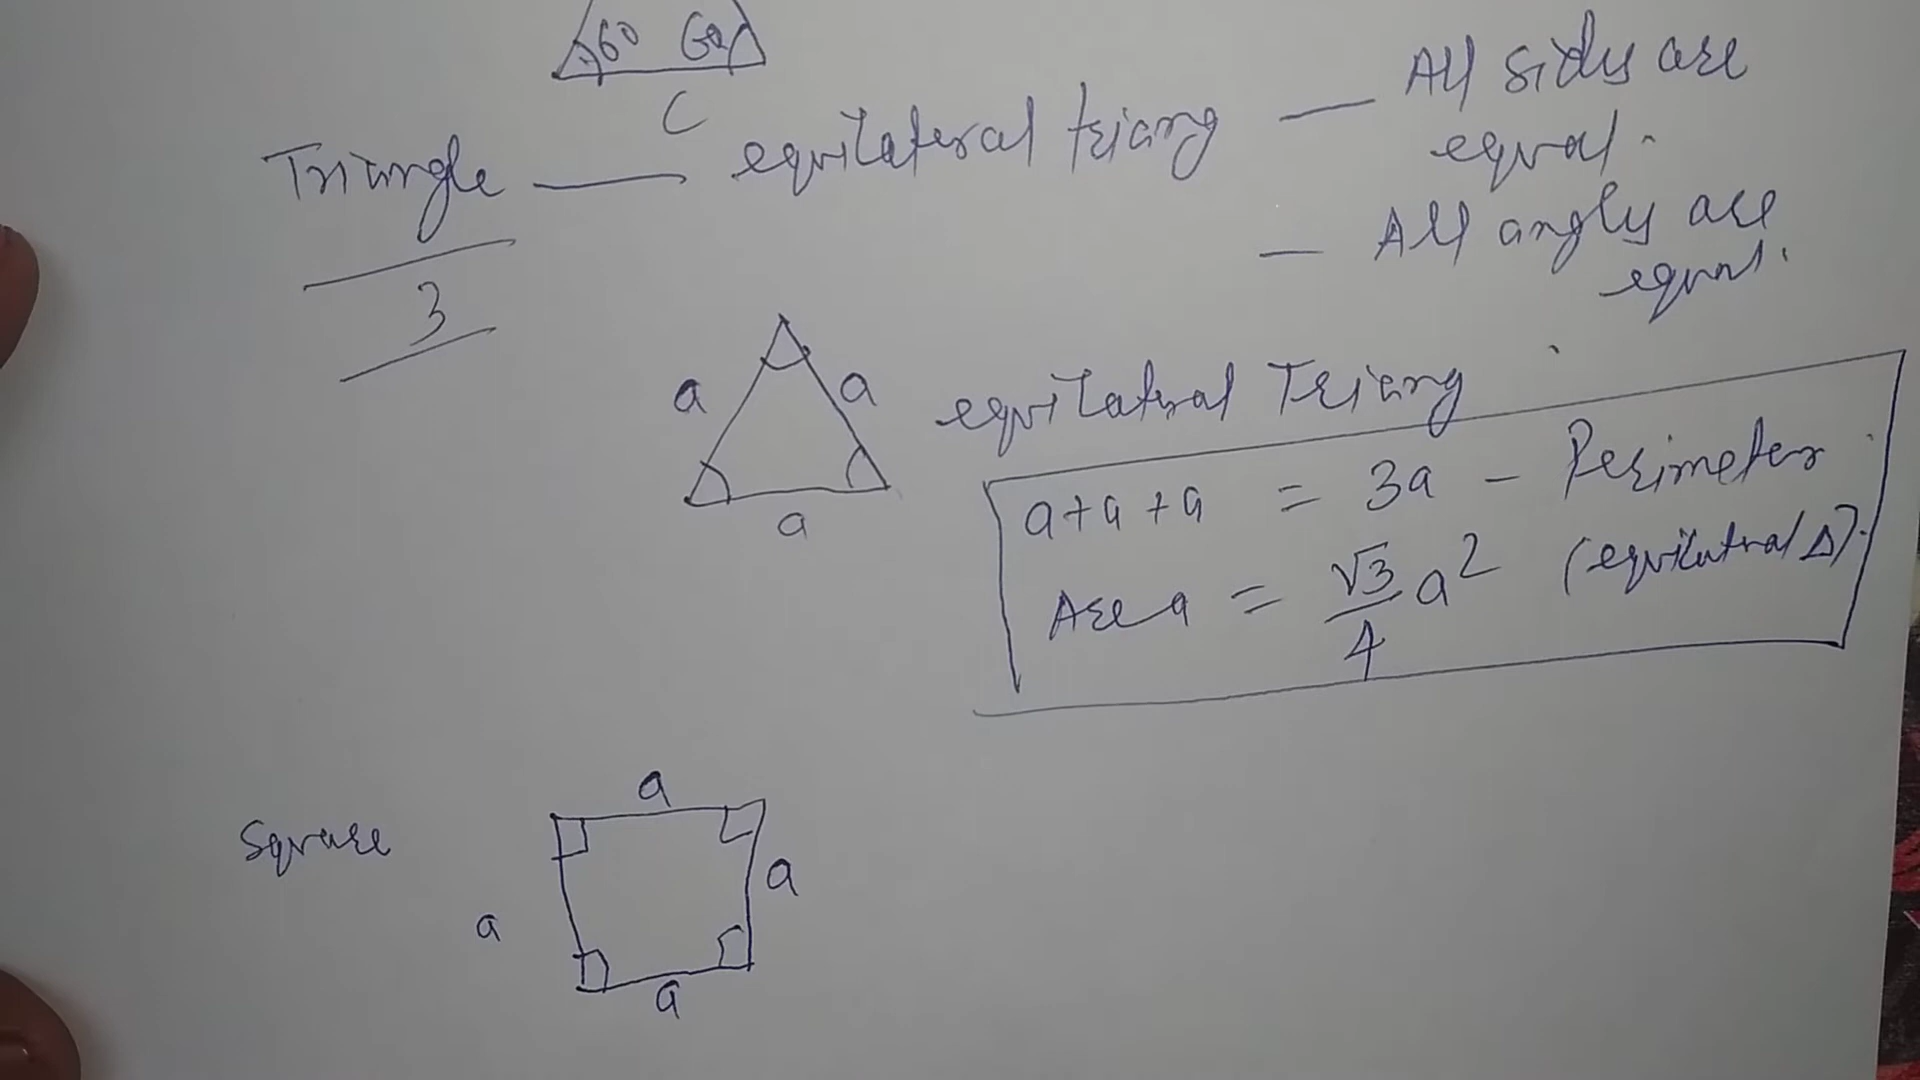 60 60
C
Triangle — equilateral triang — All sides are equal.
3
— All angles are equal.
a a
a
equilateral Triang
a+a+a = 3a - Perimeter
Area = √3/4 a² (equilateral Δ).
Square
a
a
a
a